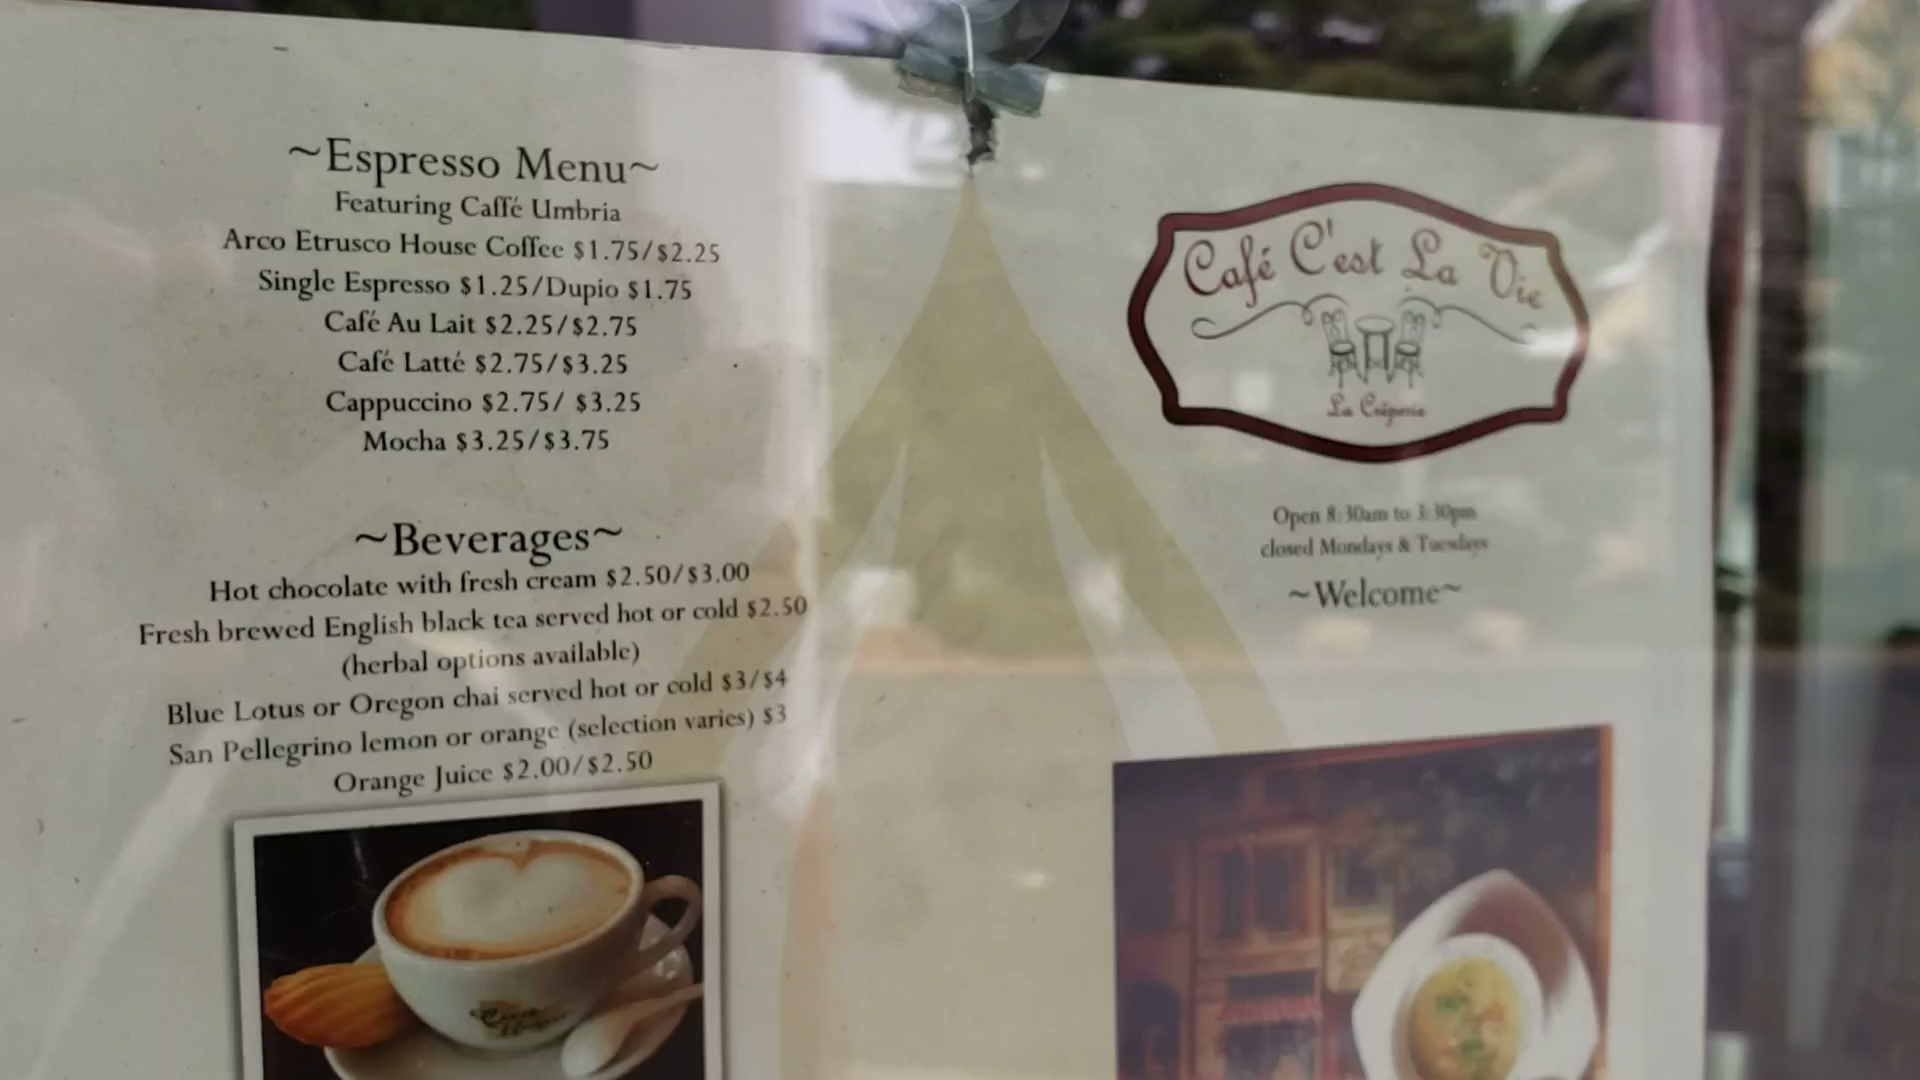 ~Espresso Menu~
Featuring Caffé Umbria
Arco Etrusco House Coffee $1.75/$2.25
Single Espresso $1.25/Dupio $1.75
Café Au Lait $2.25/$2.75
Café Latté $2.75/$3.25
Cappuccino $2.75/ $3.25
Mocha $3.25/$3.75
~Beverages~
Hot chocolate with fresh cream $2.50/$3.00
Fresh brewed English black tea served hot or cold $2.50
(herbal options available)
Blue Lotus or Oregon chai served hot or cold $3/$4
San Pellegrino lemon or orange (selection varies) $3
Orange Juice $2.00/$2.50
Café C'est La Vie
La Crêperie
Open 8:30am to
closed Mondays & Tuesdays
~Welcome~